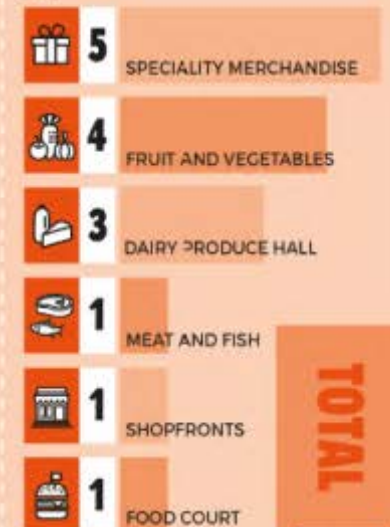 5 SPECIALITY MERCHANDISE
4 FRUIT AND VEGETABLES
3 DAIRY PRODUCE HALL
1 MEAT AND FISH
1 SHOPFRONTS
1 FOOD COURT
TOTAL